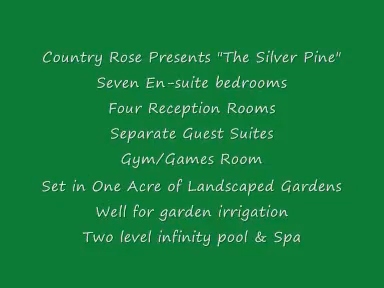 Country Rose Presents "The Silver Pine"
Seven En-suite bedrooms
Four Reception Rooms
Separate Guest Suites
Gym/Games Room
Set in One Acre of Landscaped Gardens
Well for garden irrigation
Two level infinity pool & Spa